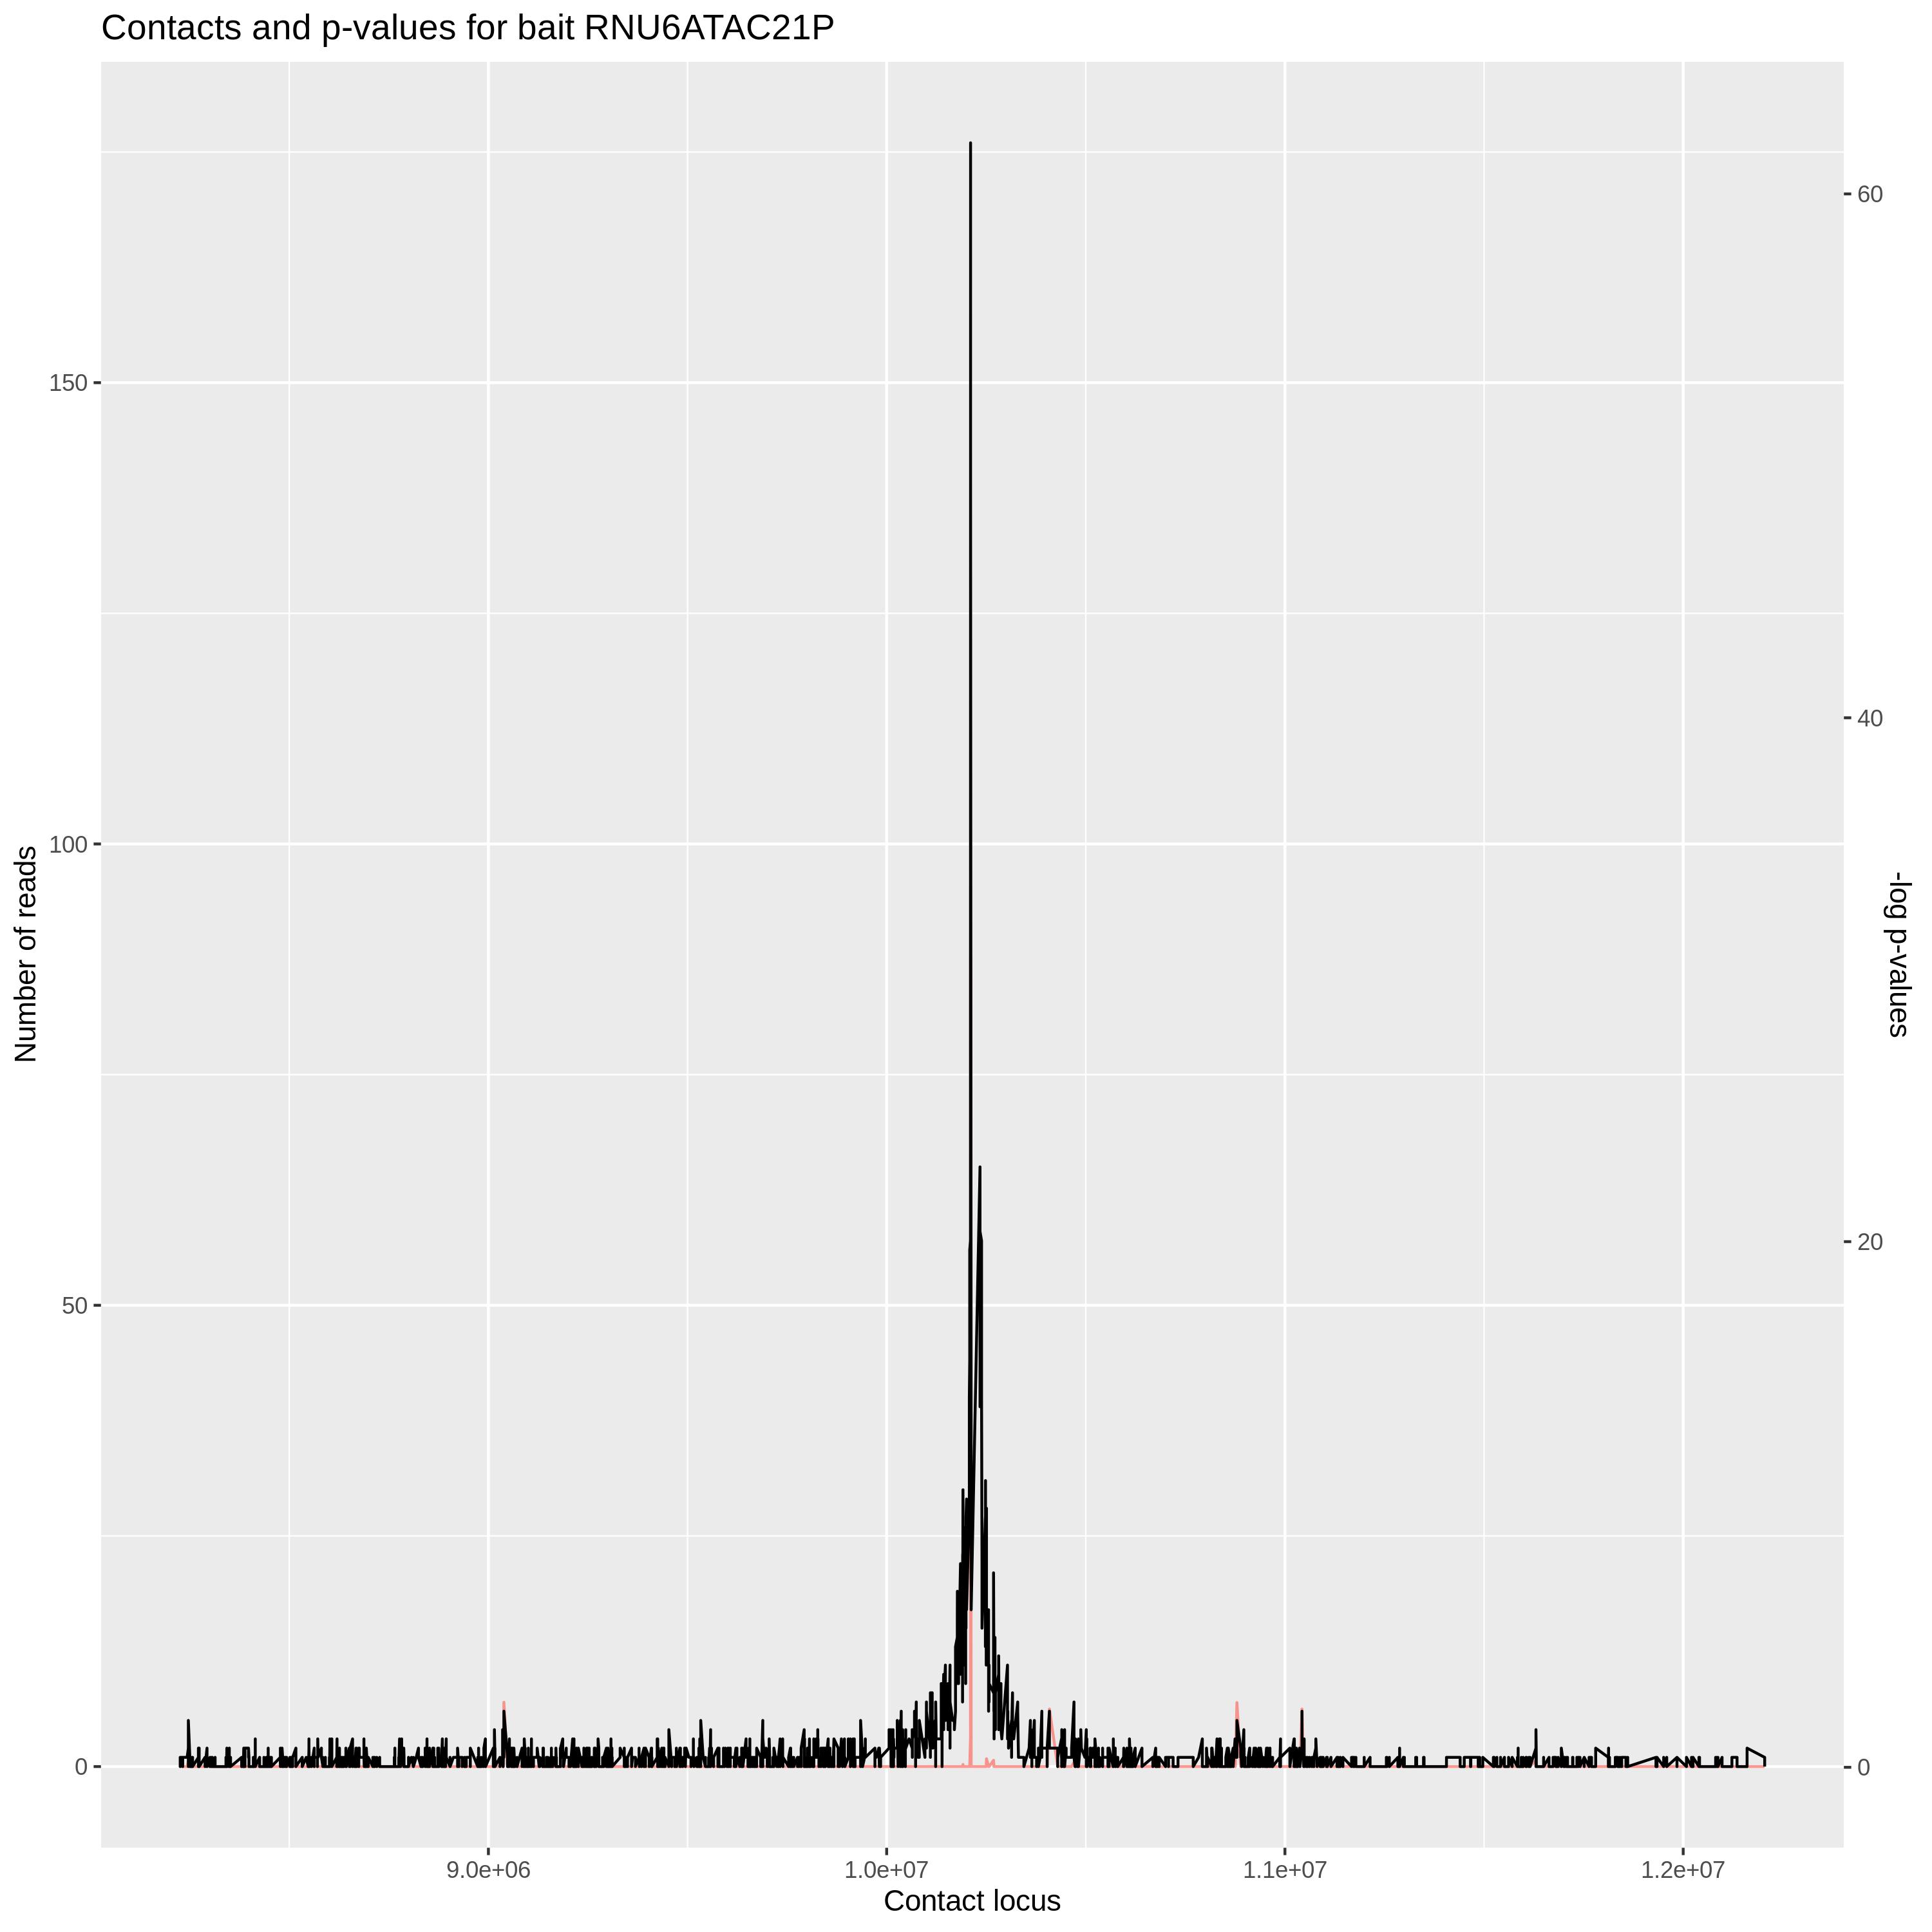 Contacts and p-values for bait RNU6ATAC21P
60
150
40
100
Number of reads
-log p-values
20
50
0
0
9.0e+06
1.0e+07
1.1e+07
1.2e+07
Contact locus